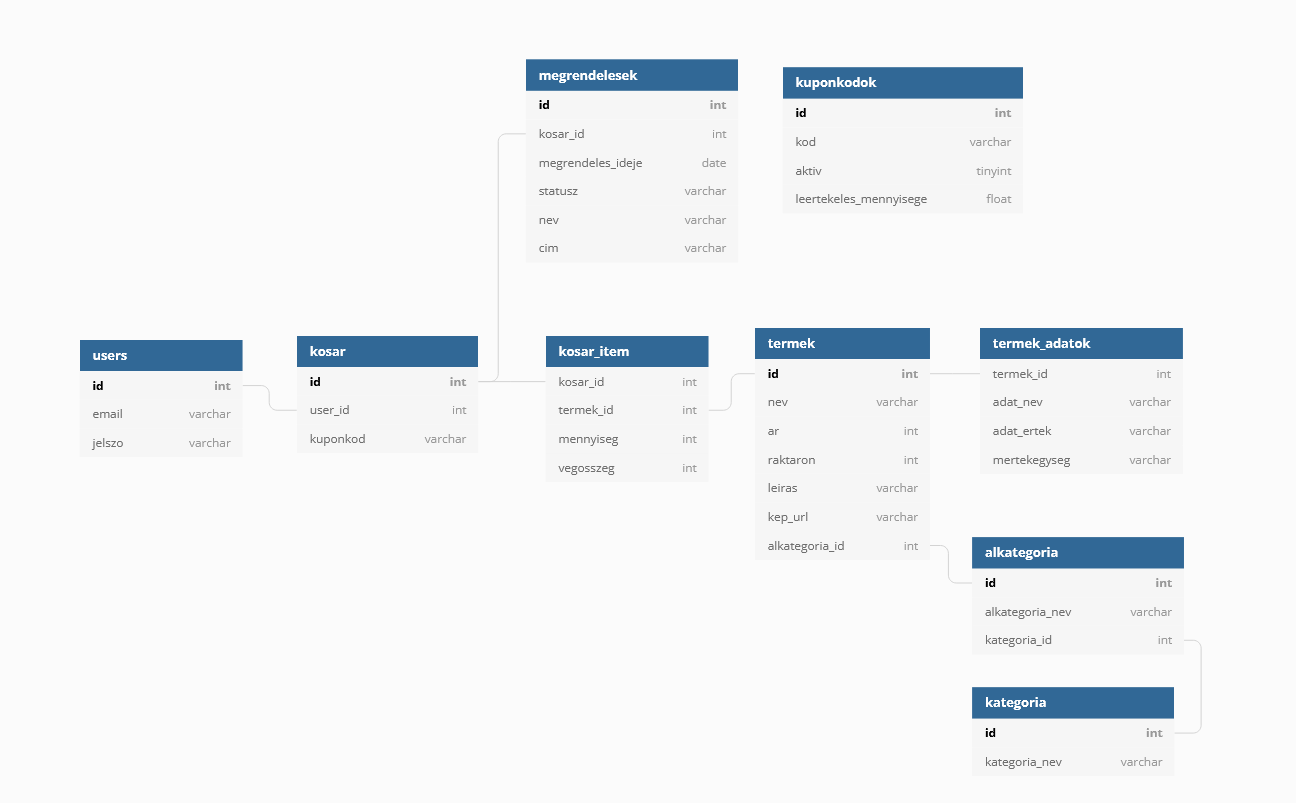 megrendelesek
id int
kosar_id int
megrendeles_ideje date
statusz varchar
nev varchar
cim varchar
kuponkodok
id int
kod varchar
aktiv tinyint
leertekeles_mennyisege float
users
id int
email varchar
jelszo varchar
kosar
id int
user_id int
kuponkod varchar
kosar_item
kosar_id int
termek_id int
mennyiseg int
vegosszeg int
termek
id int
nev varchar
ar int
raktaron int
leiras varchar
kep_url varchar
alkategoria_id int
termek_adatok
termek_id int
adat_nev varchar
adat_ertek varchar
mertekegyseg varchar
alkategoria
id int
alkategoria_nev varchar
kategoria_id int
kategoria
id int
kategoria_nev varchar